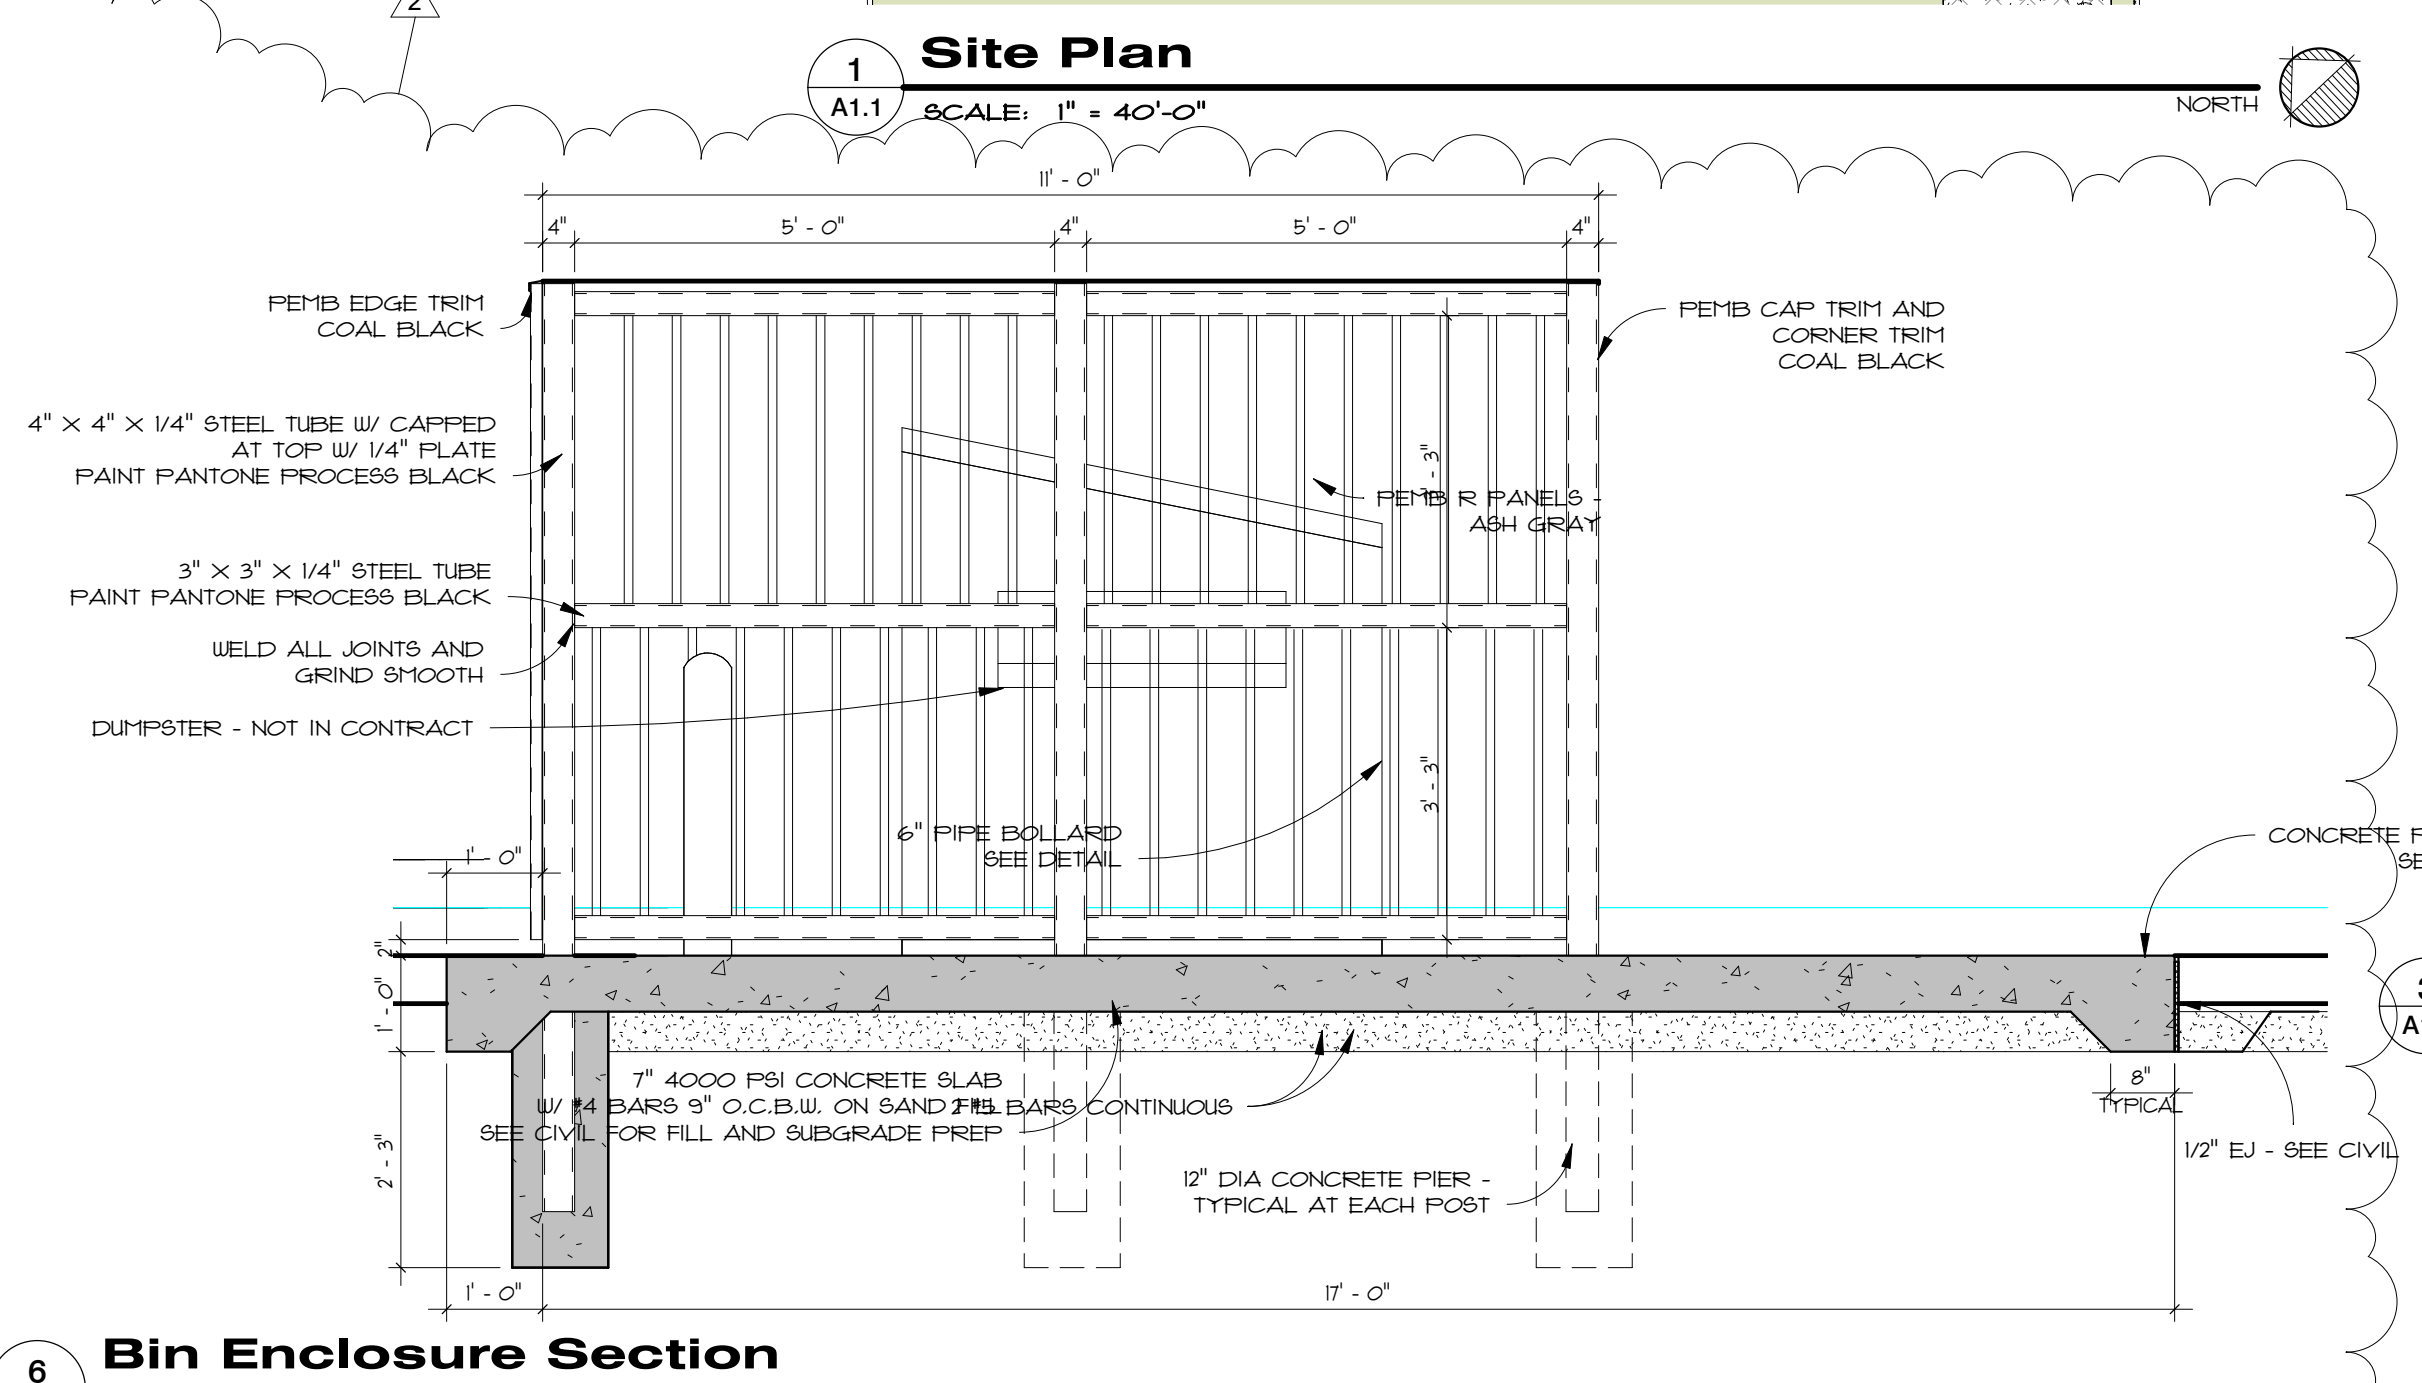 2
1
A1.1
Site Plan
SCALE: 1" = 40'-0"
NORTH
11' - 0"
4"
5' - 0"
4"
5' - 0"
4"
PEMB EDGE TRIM
COAL BLACK
PEMB CAP TRIM AND
CORNER TRIM
COAL BLACK
4" X 4" X 1/4" STEEL TUBE W/ CAPPED
AT TOP W/ 1/4" PLATE
PAINT PANTONE PROCESS BLACK
PEMB R PANELS -
ASH GRAY
3" X 3" X 1/4" STEEL TUBE
PAINT PANTONE PROCESS BLACK
WELD ALL JOINTS AND
GRIND SMOOTH
DUMPSTER - NOT IN CONTRACT
3' - 3"
6" PIPE BOLLARD
SEE DETAIL
CONCRETE
1' - 0"
2"
1' - 0"
2' - 3"
7" 4000 PSI CONCRETE SLAB
W/ #4 BARS 9" O.C.B.W. ON SAND FILL
SEE CIVIL FOR FILL AND SUBGRADE PREP
2 #5 BARS CONTINUOUS
8"
TYPICAL
1/2" EJ - SEE CIVIL
12" DIA CONCRETE PIER -
TYPICAL AT EACH POST
1' - 0"
17' - 0"
6
Bin Enclosure Section